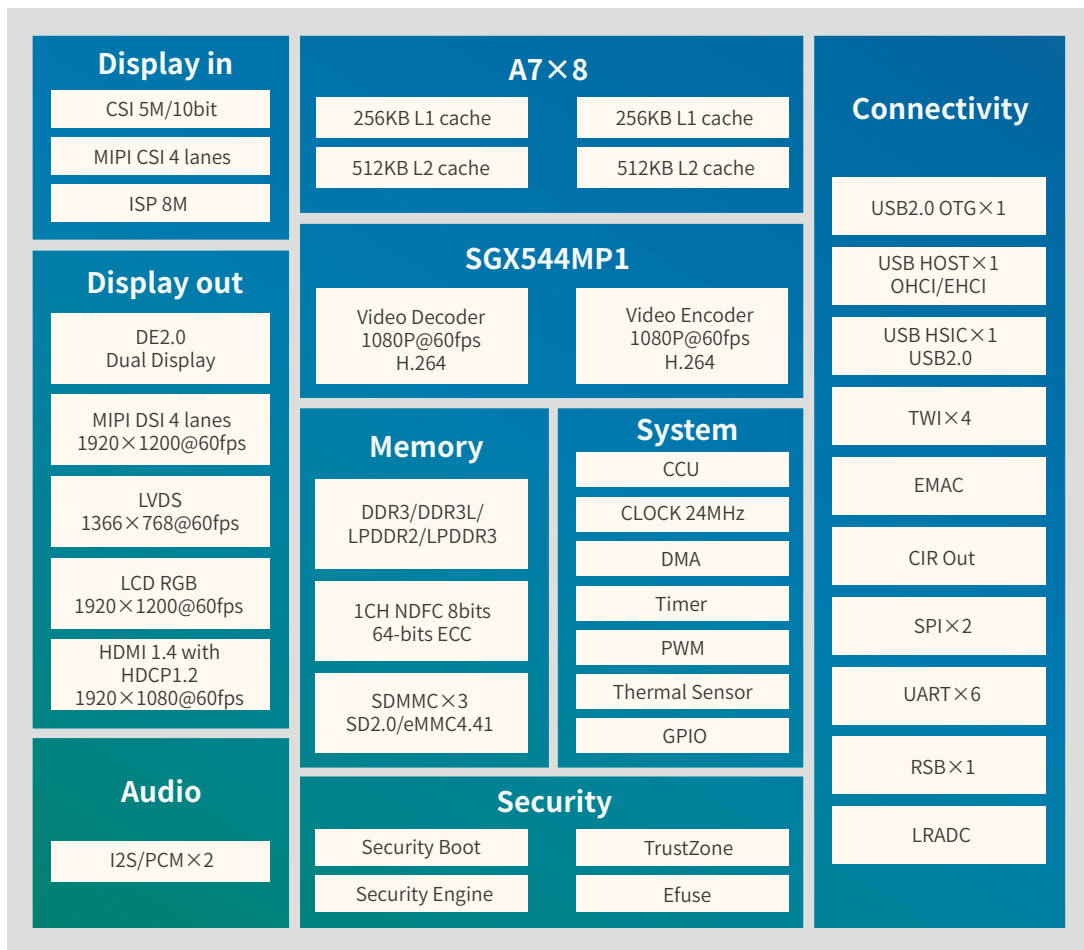 Display in
CSI 5M/10bit
MIPI CSI 4 lanes
ISP 8M
Display out
DE2.0
Dual Display
MIPI DSI 4 lanes
1920×1200@60fps
LVDS
1366×768@60fps
LCD RGB
1920×1200@60fps
HDMI 1.4 with
HDCP1.2
1920×1080@60fps
Audio
I2S/PCM×2
A7×8
256KB L1 cache
256KB L1 cache
512KB L2 cache
512KB L2 cache
SGX544MP1
Video Decoder
1080P@60fps
H.264
Video Encoder
1080P@60fps
H.264
Memory
DDR3/DDR3L/
LPDDR2/LPDDR3
1CH NDFC 8bits
64-bits ECC
SDMMC×3
SD2.0/eMMC4.41
System
CCU
CLOCK 24MHz
DMA
Timer
PWM
Thermal Sensor
GPIO
Security
Security Boot
TrustZone
Security Engine
Efuse
Connectivity
USB2.0 OTG×1
USB HOST×1
OHCI/EHCI
USB HSIC×1
USB2.0
TWI×4
EMAC
CIR Out
SPI×2
UART×6
RSB×1
LRADC